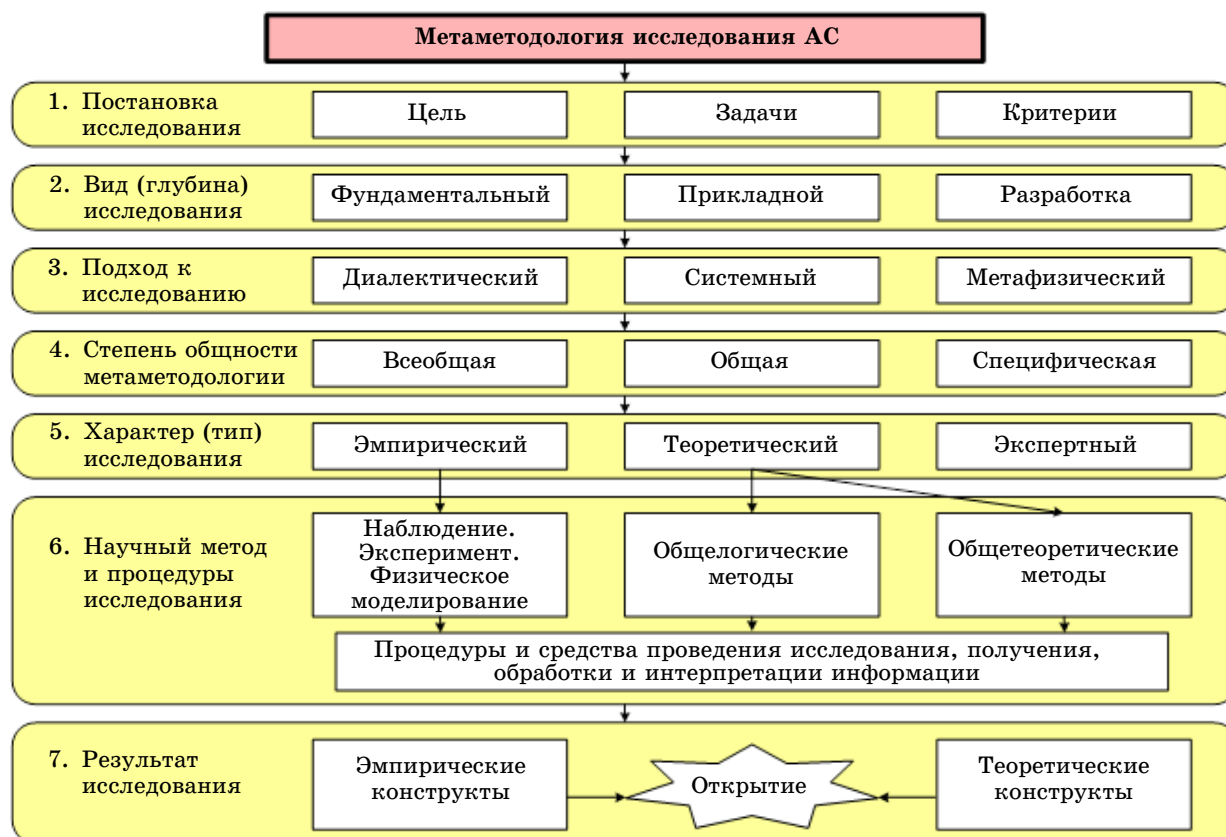 Метаметодология исследования АС
1. Постановка
исследования
Цель
Задачи
Критерии
2. Вид (глубина)
исследования
Фундаментальный
Прикладной
Разработка
3. Подход к
исследованию
Диалектический
Системный
Метафизический
4. Степень общности
метаметодологии
Всеобщая
Общая
Специфическая
5. Характер (тип)
исследования
Эмпирический
Теоретический
Экспертный
6. Научный метод
и процедуры
исследования
Наблюдение.
Эксперимент.
Физическое
моделирование
Общелогические
методы
Общетеоретические
методы
Процедуры и средства проведения исследования, получения,
обработки и интерпретации информации
7. Результат
исследования
Эмпирические
конструкты
Открытие
Теоретические
конструкты